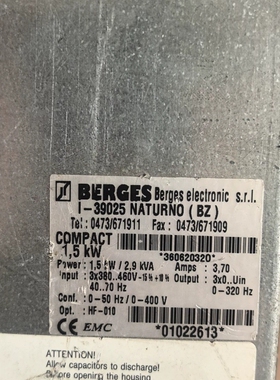 BERGES Berges electronic s.r.l.
I-39025 NATURNO (BZ)
Tel: 0473/671911 Fax: 0473/671909
COMPACT
1,5 kW
*360620320*
Power: 1,5 kW / 2,9 kVA Amps: 3,70
Input: 3x380..460V -15% +10% Output: 3x0..Uin
40..70 Hz 0-320 Hz
Conf.: 0-50 Hz/0-400 V
Opt.: HF-010
CE EMC *01022613*
ATTENTION!
Allow capacitors to discharge!
Before opening the housing